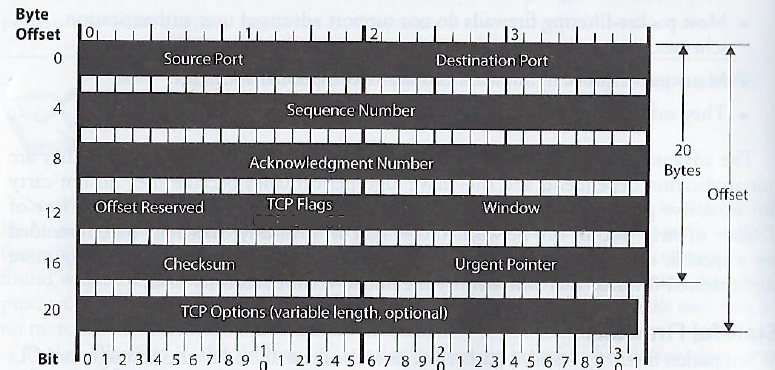 Byte
Offset
0 1 2 3
0 Source Port Destination Port
4 Sequence Number
8 Acknowledgment Number
12 Offset Reserved TCP Flags Window
16 Checksum Urgent Pointer
20 TCP Options (variable length, optional)
20
Bytes
Offset
Bit 0 1 2 3 4 5 6 7 8 9 1 1 2 3 4 5 6 7 8 9 2 1 2 3 4 5 6 7 8 9 3 1
0 0 0